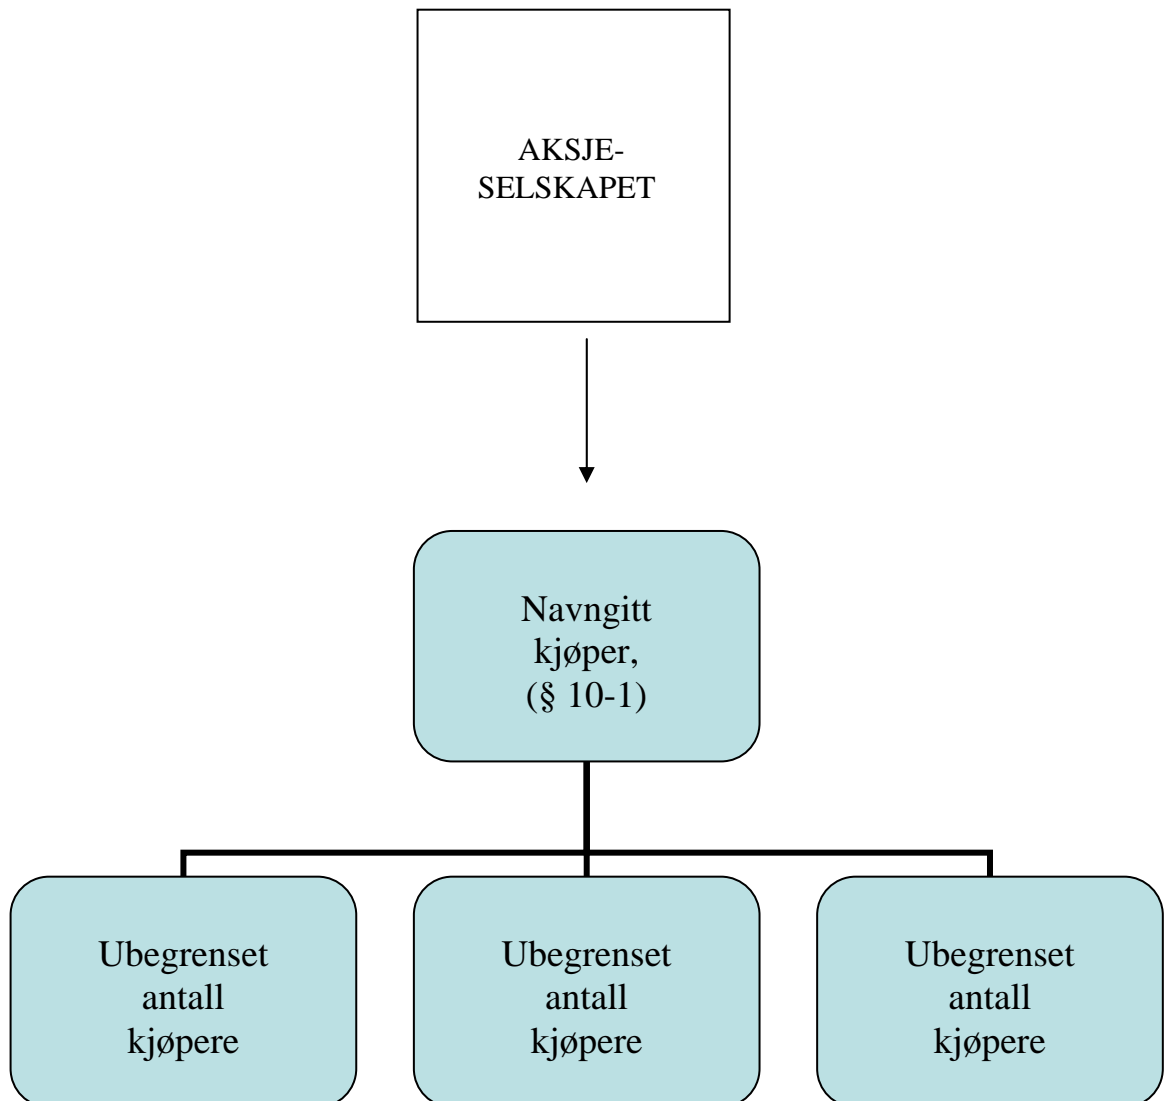 AKSJE-
SELSKAPET
Navngitt
kjøper,
(§ 10-1)
Ubegrenset
antall
kjøpere
Ubegrenset
antall
kjøpere
Ubegrenset
antall
kjøpere